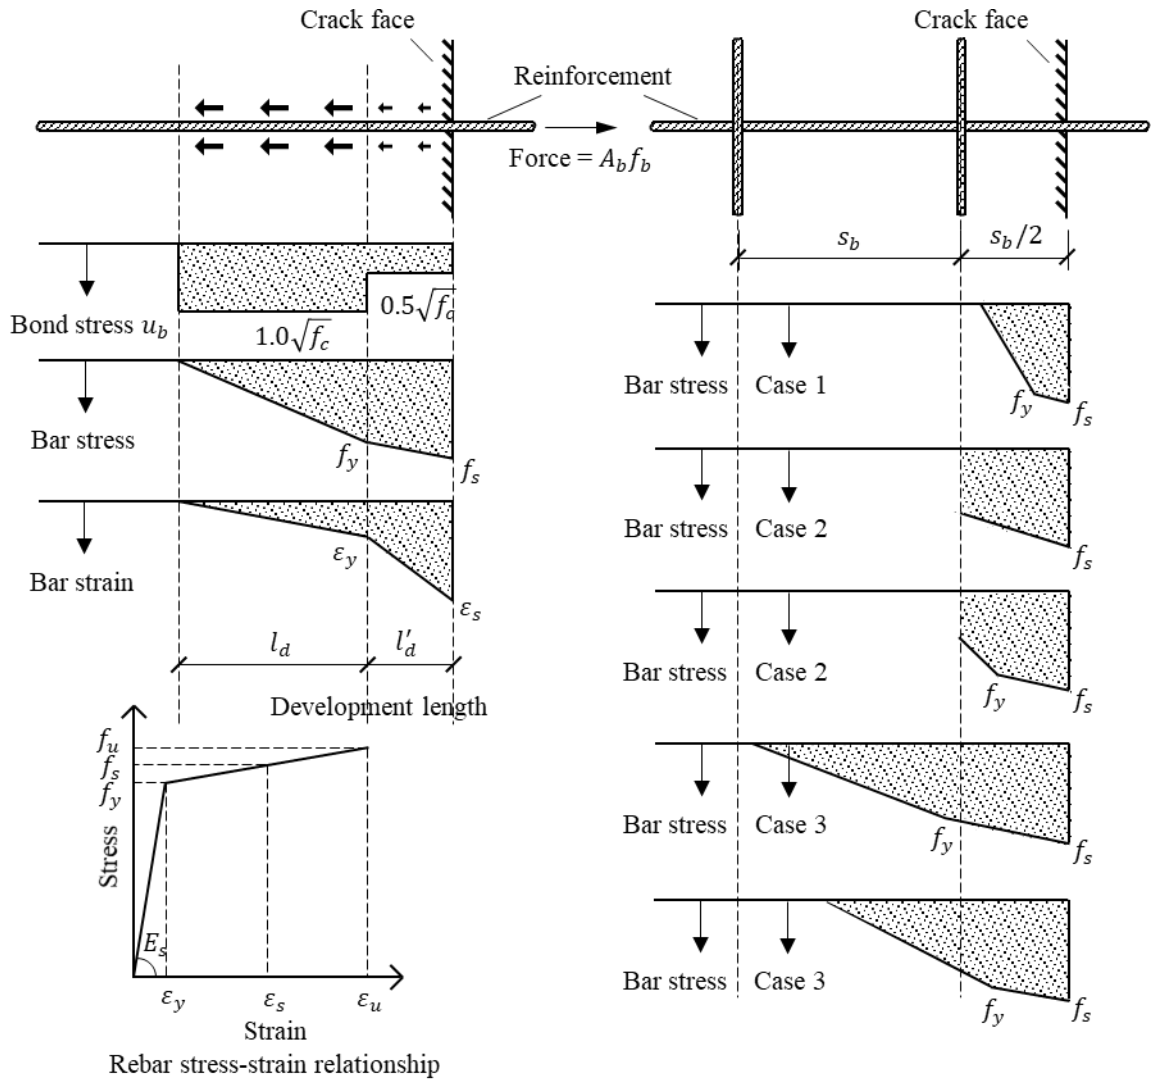 Crack face
Crack face
Reinforcement
Force = A_b f_b
s_b
s_b/2
0.5√f_c
Bond stress u_b
1.0√f_c
Bar stress
f_y
f_s
Bar strain
ε_y
ε_s
l_d
l'_d
Development length
f_u
f_s
f_y
Stress
E_s
ε_y
ε_s
ε_u
Strain
Rebar stress-strain relationship
Bar stress
Case 1
f_y
f_s
Bar stress
Case 2
f_s
Bar stress
Case 2
f_y
f_s
Bar stress
Case 3
f_y
f_s
Bar stress
Case 3
f_y
f_s